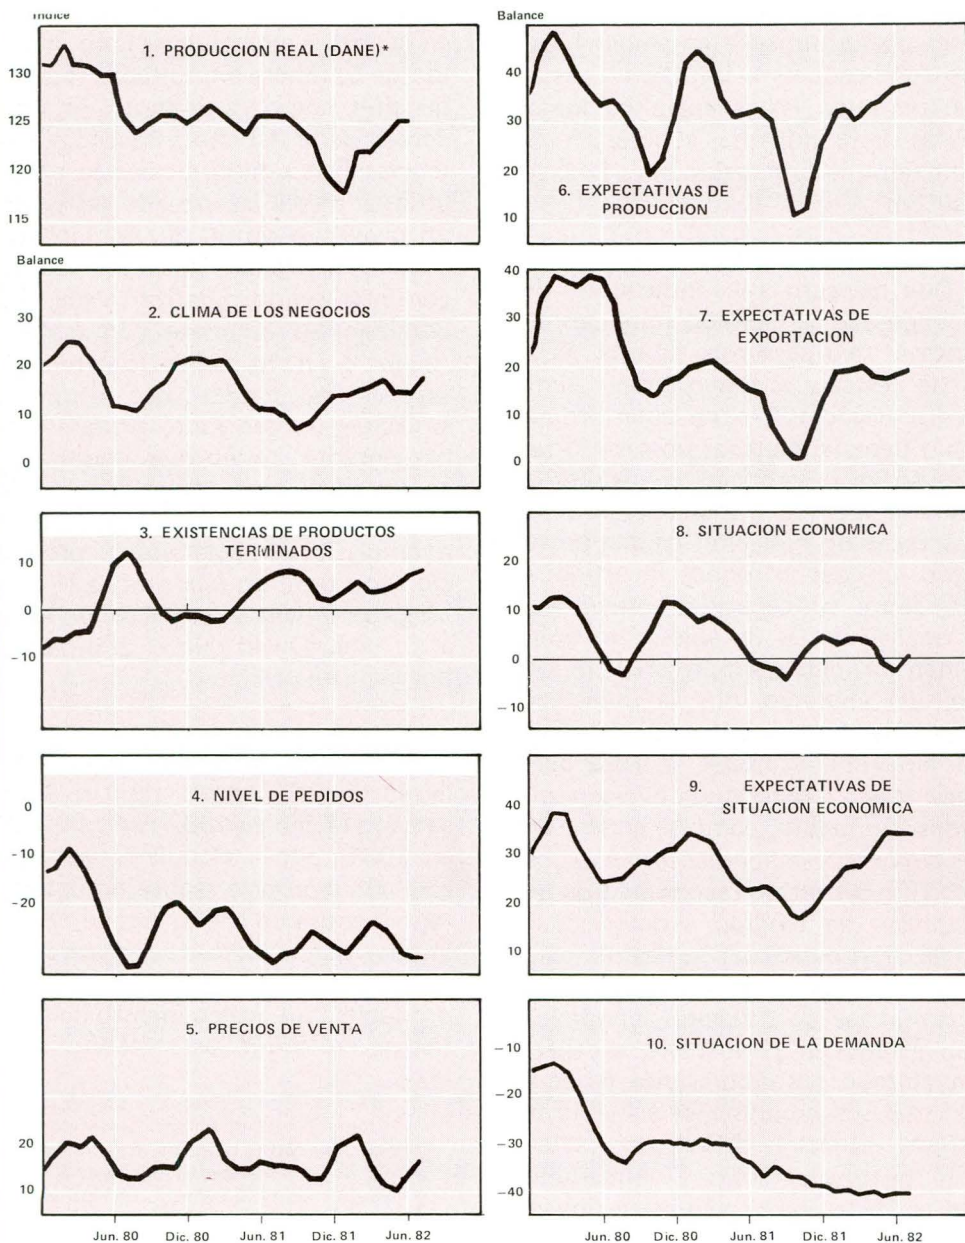 Indice
1. PRODUCCION REAL (DANE)*
130
125
120
115
Balance
2. CLIMA DE LOS NEGOCIOS
30
20
10
0
3. EXISTENCIAS DE PRODUCTOS
TERMINADOS
10
0
-10
4. NIVEL DE PEDIDOS
0
-10
-20
5. PRECIOS DE VENTA
20
10
Jun. 80 Dic. 80 Jun. 81 Dic. 81 Jun. 82
Balance
40
30
20
10
6. EXPECTATIVAS DE
PRODUCCION
40
7. EXPECTATIVAS DE
EXPORTACION
30
20
10
0
8. SITUACION ECONOMICA
20
10
0
-10
9. EXPECTATIVAS DE
SITUACION ECONOMICA
40
30
20
10
10. SITUACION DE LA DEMANDA
-10
-20
-30
-40
Jun. 80 Dic. 80 Jun. 81 Dic. 81 Jun. 82